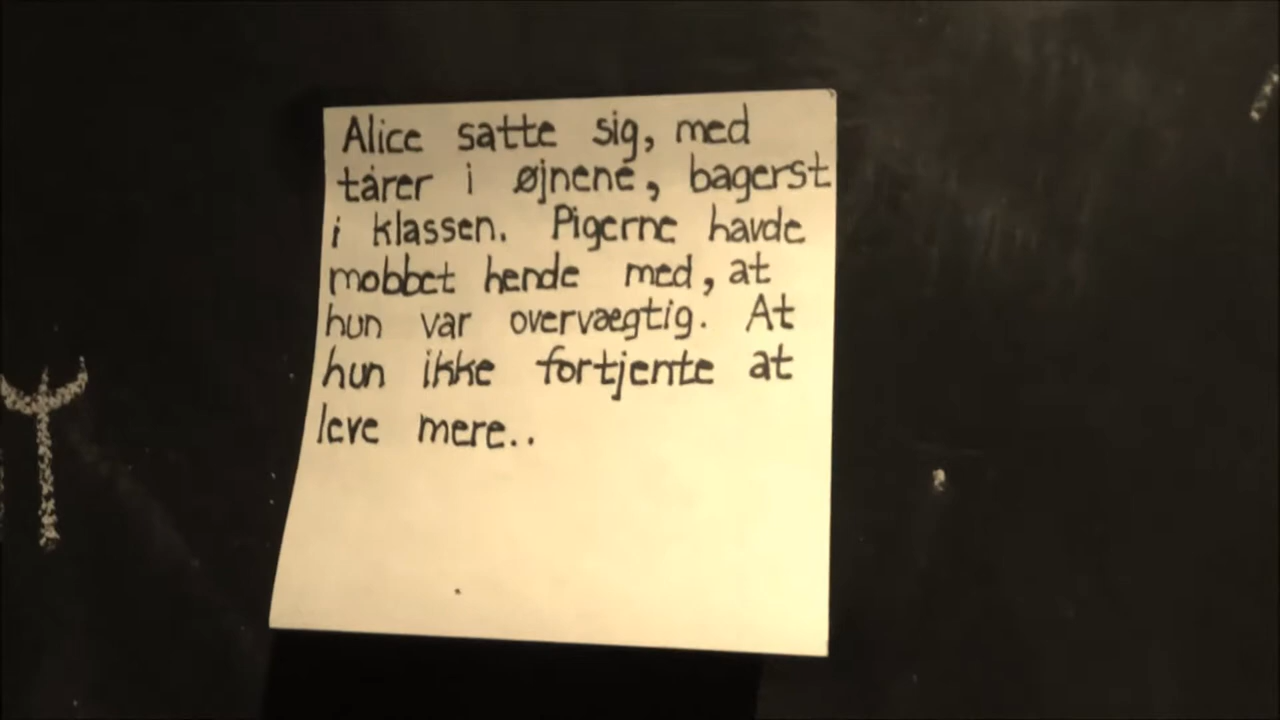 Alice satte sig, med
tårer i øjnene, bagerst
i klassen. Pigerne havde
mobbet hende med, at
hun var overvægtig. At
hun ikke fortjente at
leve mere..